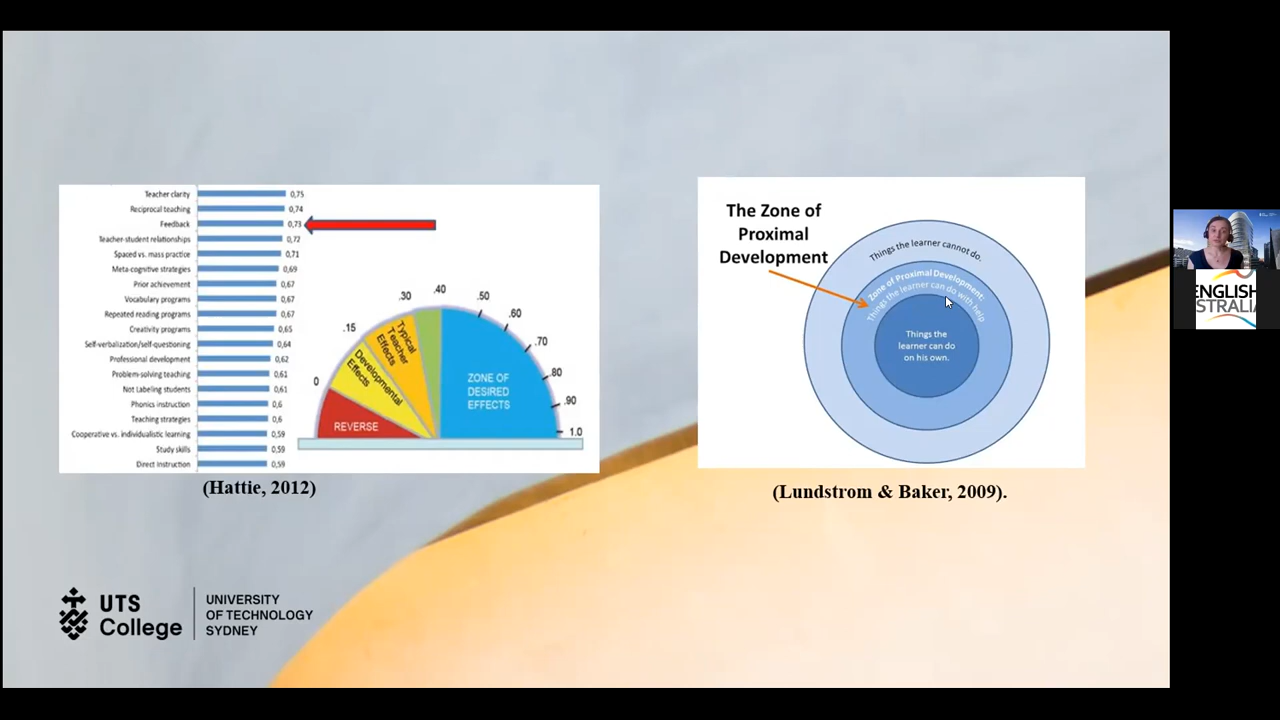 Teacher clarity 0,75
Reciprocal teaching 0,74
Feedback 0,73
Teacher-student relationships 0,72
Spaced vs. mass practice 0,71
Meta-cognitive strategies 0,69
Prior achievement 0,67
Vocabulary programs 0,67
Repeated reading programs 0,67
Creativity programs 0,65
Self-verbalization/self-questioning 0,64
Professional development 0,62
Problem-solving teaching 0,61
Not Labeling students 0,61
Phonics instruction 0,6
Teaching strategies 0,6
Cooperative vs. individualistic learning 0,59
Study skills 0,59
Direct Instruction 0,59
0
.15
.30
.40
.50
.60
.70
.80
.90
1.0
REVERSE
Developmental
Effects
Typical
Teacher
Effects
ZONE OF
DESIRED
EFFECTS
(Hattie, 2012)
The Zone of
Proximal
Development
Things the learner cannot do.
Zone of Proximal Development:
Things the learner can do with help
Things the
learner can do
on his own.
(Lundstrom & Baker, 2009).
UTS
College
UNIVERSITY
OF TECHNOLOGY
SYDNEY
ENGLISH
USTRALIA